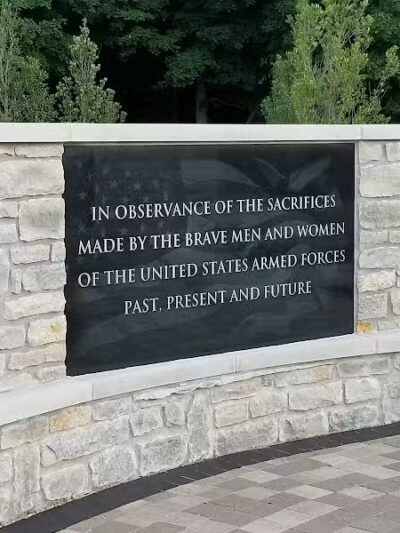 IN OBSERVANCE OF THE SACRIFICES
MADE BY THE BRAVE MEN AND WOMEN
OF THE UNITED STATES ARMED FORCES
PAST, PRESENT AND FUTURE